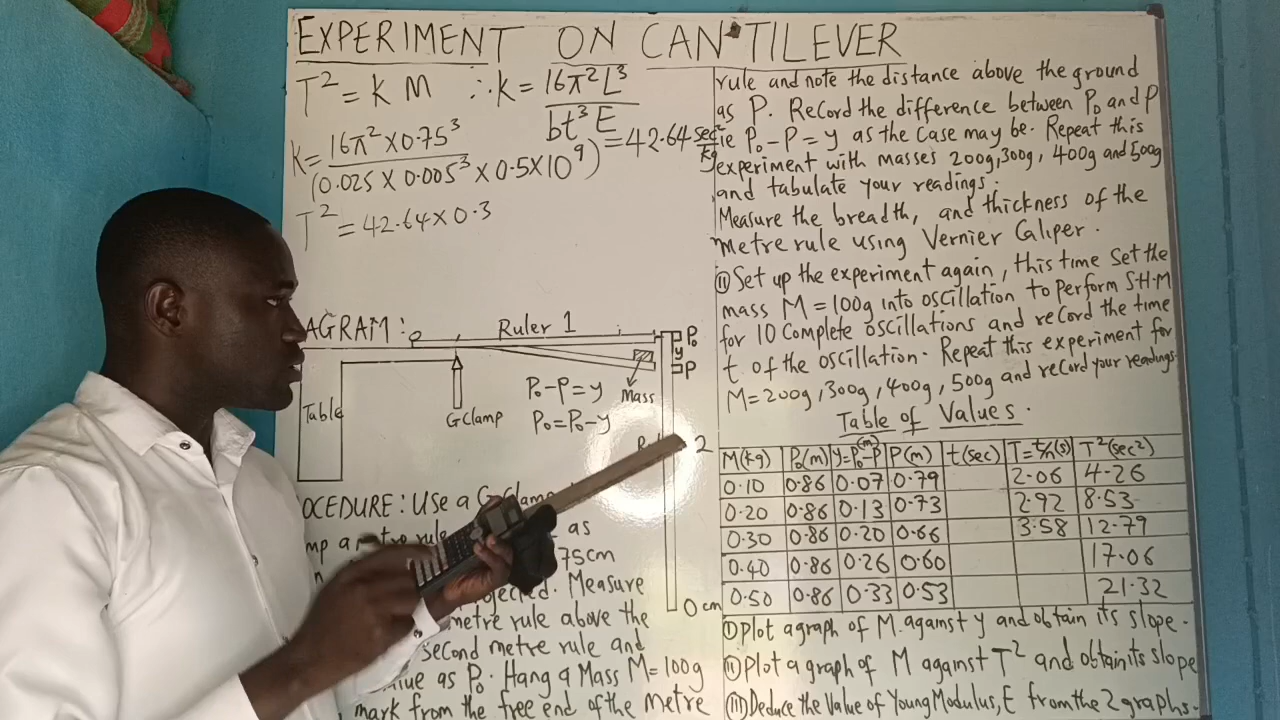 EXPERIMENT ON CANTILEVER
T² = K M ∴ K = 16π²L³
bt³E
K = 16π² × 0.75³
(0.025 × 0.005³ × 0.5×10⁹) = 42.64 sec²/kg
T² = 42.64 × 0.3
AGRAM:
Ruler 1
P₀
y
P
P₀-P=y
P₀=P₀-y
Mass
Table
G Clamp
2
0 cm
OCEDURE: Use a G Clamp
mp a metre rule as
75cm
Measure
metre rule above the
second metre rule and
as P₀. Hang a Mass M=100g
mark from the free end of the metre
rule and note the distance above the ground
as P. Record the difference between P₀ and P
ie P₀-P=y as the case may be. Repeat this
experiment with masses 200g, 300g, 400g and 500g
and tabulate your readings.
Measure the breadth, and thickness of the
metre rule using Vernier Caliper.
(II) Set up the experiment again, this time set the
mass M=100g into oscillation to perform S.H.M
for 10 Complete oscillations and record the time
t of the oscillation. Repeat this experiment for
M=200g, 300g, 400g, 500g and record your readings.
Table of Values.
M(kg) P₀(m) y=P₀-P(m) P(m) t(sec) T=t/n(s) T²(sec²)
0.10 0.86 0.07 0.79 2.06 4.26
0.20 0.86 0.13 0.73 2.92 8.53
0.30 0.86 0.20 0.66 3.58 12.79
0.40 0.86 0.26 0.60 17.06
0.50 0.86 0.33 0.53 21.32
(I) Plot a graph of M. against y and obtain its slope.
(II) Plot a graph of M against T² and obtain its slope
(III) Deduce the Value of Young Modulus, E from the 2 graphs.